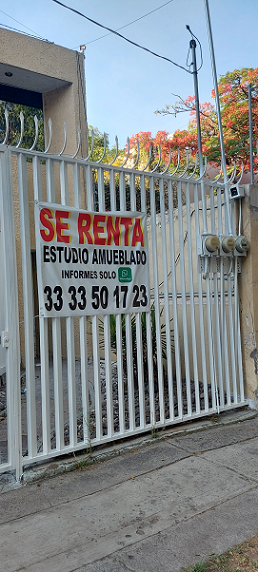 SE RENTA
ESTUDIO AMUEBLADO
INFORMES SOLO
33 33 50 17 23